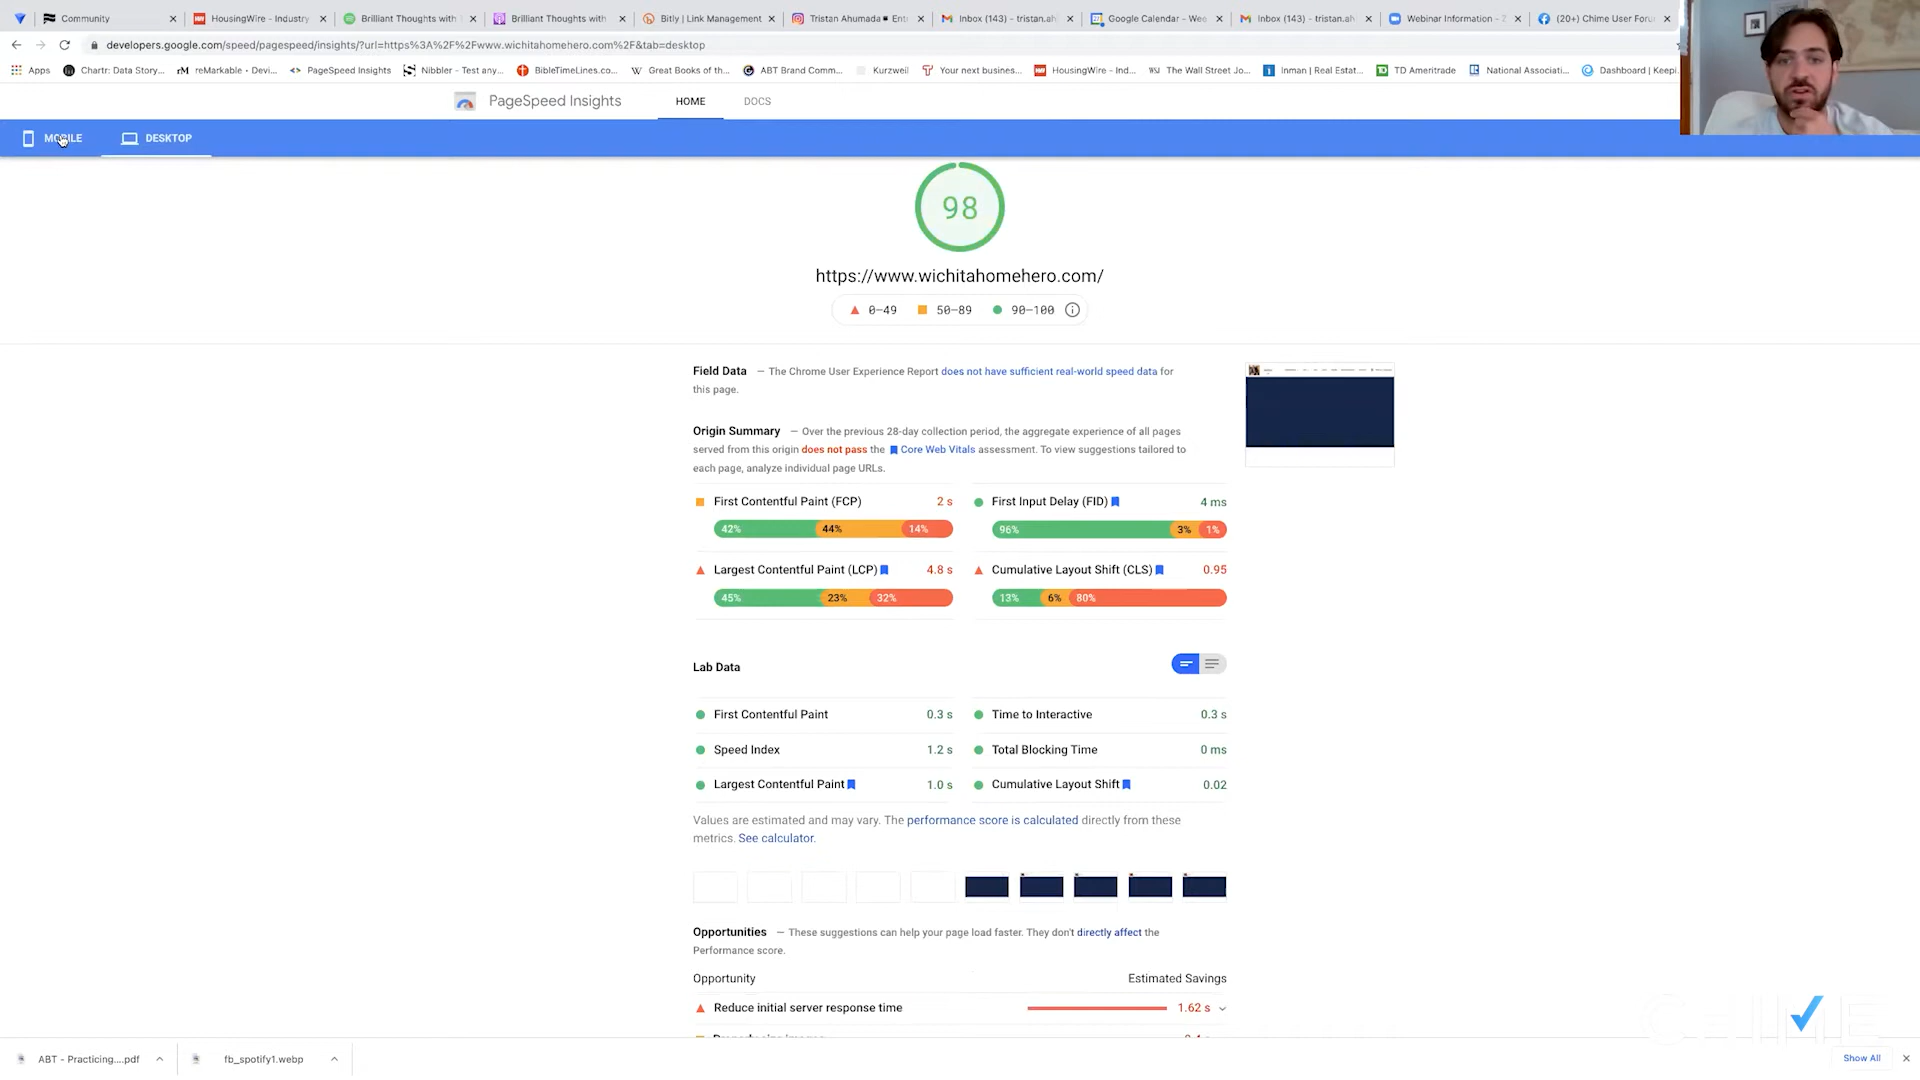 Community
HousingWire - Industry
Brilliant Thoughts with
Brilliant Thoughts with
Bitly | Link Management
Tristan Ahumada
Inbox (143) - tristan.ah
Google Calendar - Wee
Inbox (143) - tristan.ah
Webinar Information - Z
(20+) Chime User Foru
developers.google.com/speed/pagespeed/insights/?url=https%3A%2F%2Fwww.wichitahomehero.com%2F&tab=desktop
Apps
Chartr: Data Story...
reMarkable • Devi...
PageSpeed Insights
Nibbler - Test any...
BibleTimeLines.co...
Great Books of th...
ABT Brand Comm...
Kurzweil
Your next busines...
HousingWire - Ind...
The Wall Street Jo...
Inman | Real Estat...
TD Ameritrade
National Associati...
Dashboard | Keepi
PageSpeed Insights
HOME
DOCS
MOBILE
DESKTOP
98
https://www.wichitahomehero.com/
0–49 50–89 90–100
Field Data — The Chrome User Experience Report does not have sufficient real-world speed data for
this page.
Origin Summary — Over the previous 28-day collection period, the aggregate experience of all pages
served from this origin does not pass the Core Web Vitals assessment. To view suggestions tailored to
each page, analyze individual page URLs.
First Contentful Paint (FCP) 2 s
42% 44% 14%
First Input Delay (FID) 4 ms
96% 3% 1%
Largest Contentful Paint (LCP) 4.8 s
45% 23% 32%
Cumulative Layout Shift (CLS) 0.95
13% 6% 80%
Lab Data
First Contentful Paint 0.3 s
Time to Interactive 0.3 s
Speed Index 1.2 s
Total Blocking Time 0 ms
Largest Contentful Paint 1.0 s
Cumulative Layout Shift 0.02
Values are estimated and may vary. The performance score is calculated directly from these
metrics. See calculator.
Opportunities — These suggestions can help your page load faster. They don't directly affect the
Performance score.
Opportunity Estimated Savings
Reduce initial server response time 1.62 s
ABT - Practicing....pdf
fb_spotify1.webp
Show All
CHIME